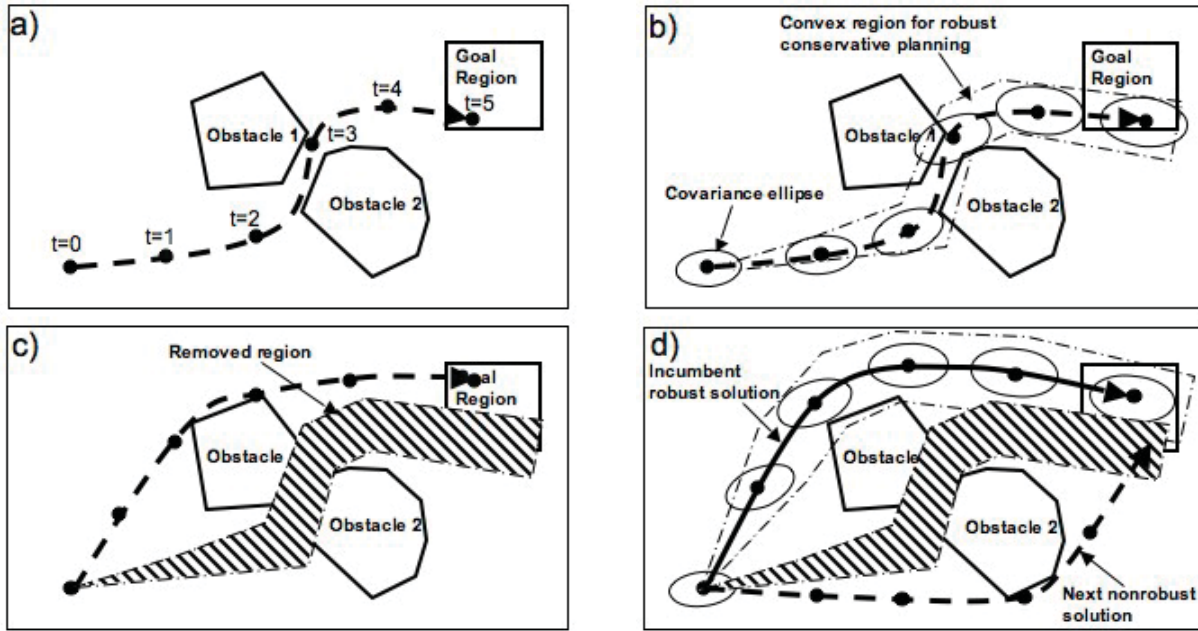 a)
Goal
Region
t=4
t=5
Obstacle 1
t=3
Obstacle 2
t=2
t=1
t=0
b)
Convex region for robust
conservative planning
Goal
Region
Obstacle 1
Covariance ellipse
Obstacle 2
c)
Removed region
Goal
Region
Obstacle
Obstacle 2
d)
Incumbent
robust solution
Obstacle
Obstacle 2
Next nonrobust
solution